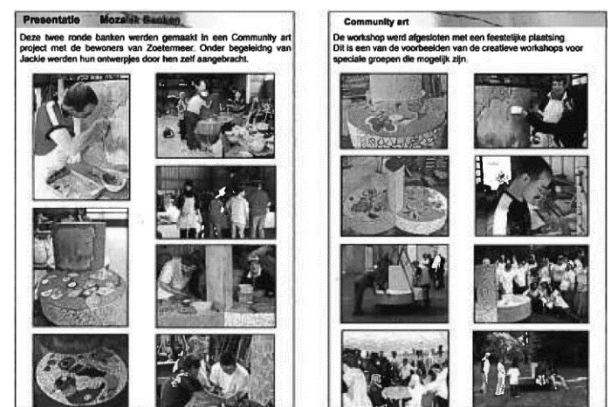 Presentatie Mozaiek Banken
Deze twee ronde banken werden gemaakt in een Community art
project met de bewoners van Zoetermeer. Onder begeleiding van
Jackie werden hun ontwerpjes door hen zelf aangebracht.
Community art
De workshop werd afgesloten met een feestelijke plaatsing.
Dit is een van de voorbeelden van de creatieve workshops voor
speciale groepen die mogelijk zijn.